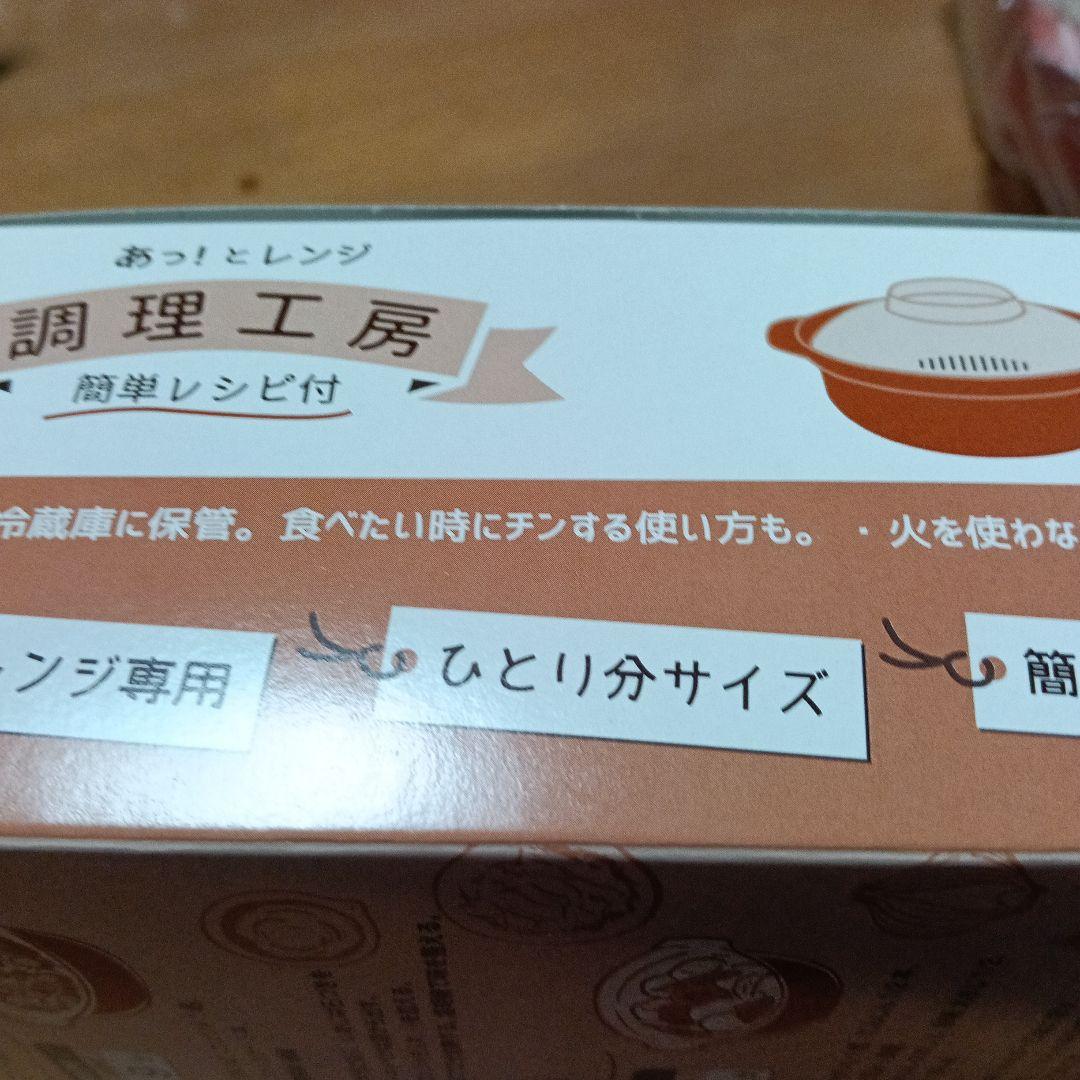 あっ！とレンジ
調理工房
簡単レシピ付
冷蔵庫に保管。食べたい時にチンする使い方も。・火を使わな
レンジ専用
ひとり分サイズ
簡